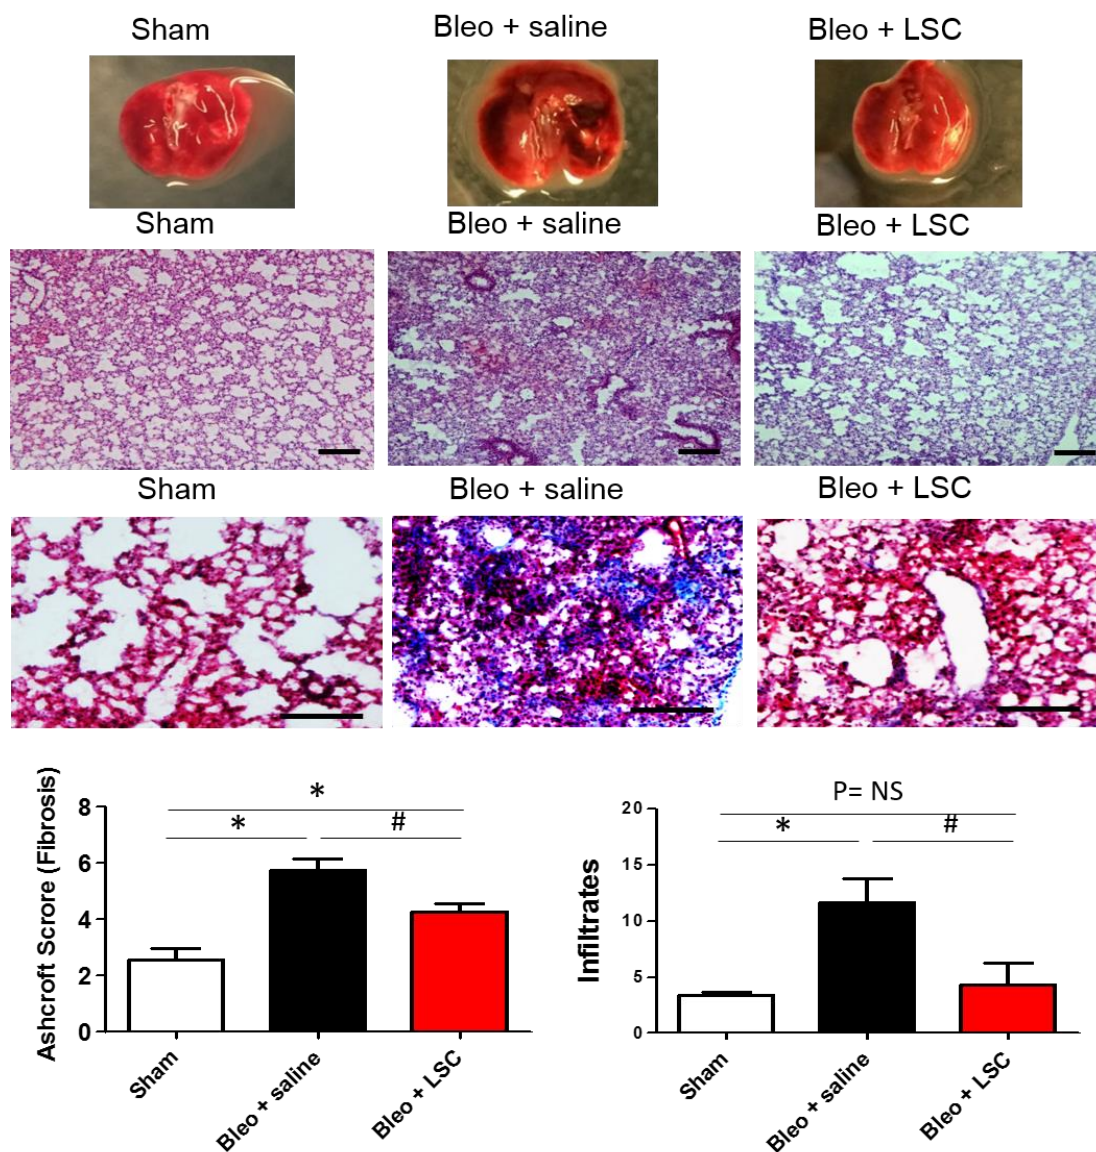 Sham Bleo + saline Bleo + LSC
Sham Bleo + saline Bleo + LSC
Sham Bleo + saline Bleo + LSC
Ashcroft Scrore (Fibrosis)
8
6
4
2
0
*
*
#
Sham
Bleo + saline
Bleo + LSC
Infiltrates
20
15
10
5
0
P= NS
*
#
Sham
Bleo + saline
Bleo + LSC